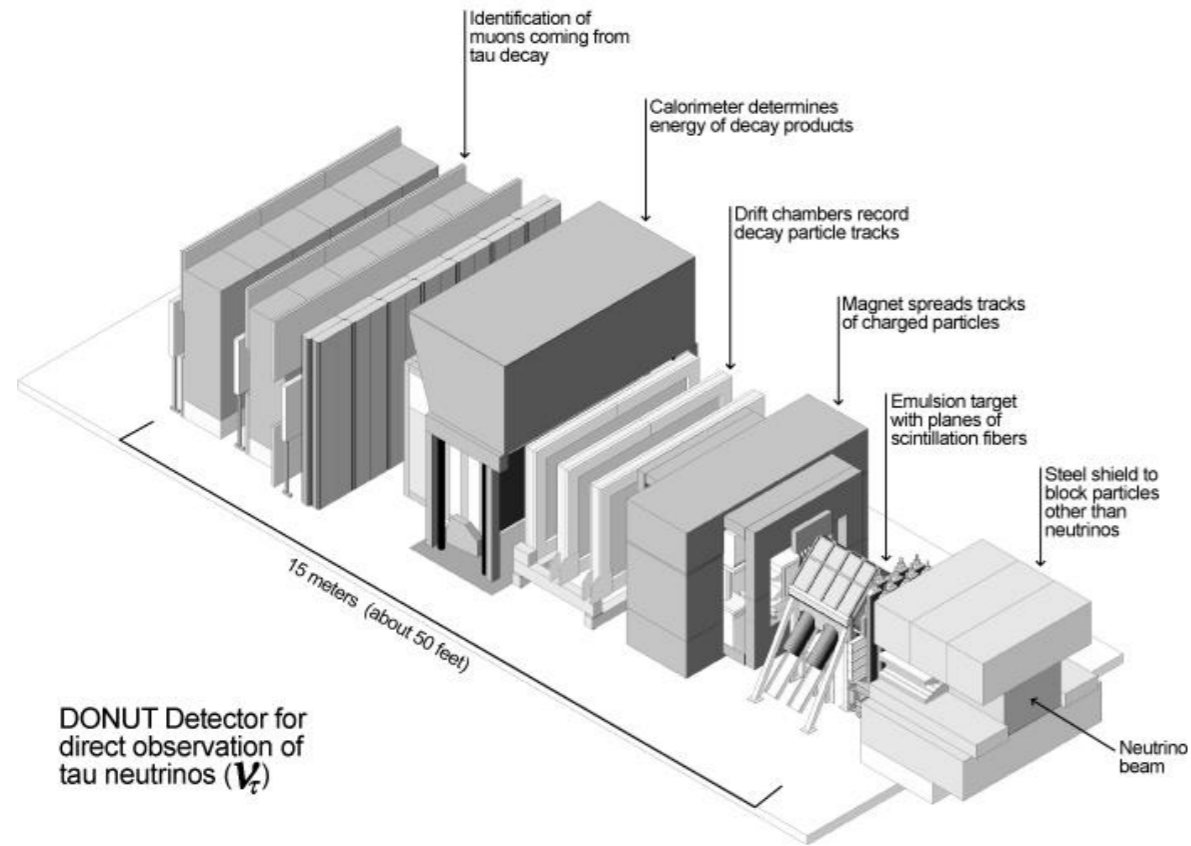 Identification of
muons coming from
tau decay
Calorimeter determines
energy of decay products
Drift chambers record
decay particle tracks
Magnet spreads tracks
of charged particles
Emulsion target
with planes of
scintillation fibers
Steel shield to
block particles
other than
neutrinos
15 meters (about 50 feet)
Neutrino
beam
DONUT Detector for
direct observation of
tau neutrinos (ντ)